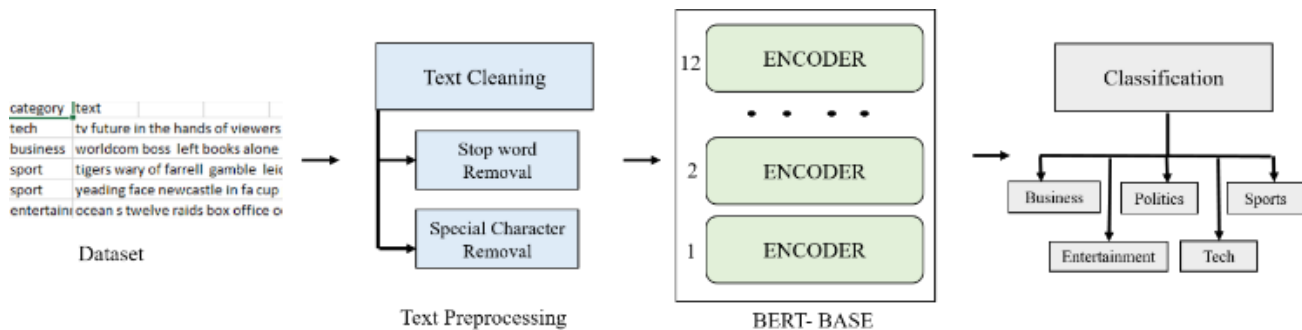 category text
tech tv future in the hands of viewers
business worldcom boss left books alone
sport tigers wary of farrell gamble leic
sport yeading face newcastle in fa cup
entertainm ocean s twelve raids box office oc
Dataset
Text Cleaning
Stop word
Removal
Special Character
Removal
Text Preprocessing
12 ENCODER
2 ENCODER
1 ENCODER
BERT- BASE
Classification
Business Politics Sports
Entertainment Tech